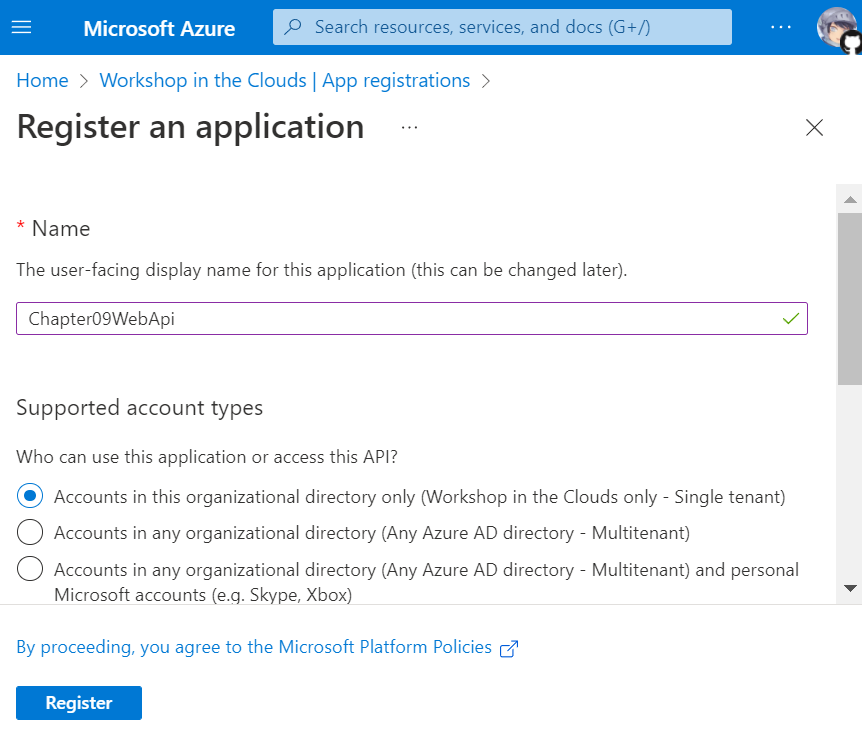 Microsoft Azure
Search resources, services, and docs (G+/)
...
Home > Workshop in the Clouds | App registrations >
Register an application ...
* Name
The user-facing display name for this application (this can be changed later).
Chapter09WebApi
Supported account types
Who can use this application or access this API?
Accounts in this organizational directory only (Workshop in the Clouds only - Single tenant)
Accounts in any organizational directory (Any Azure AD directory - Multitenant)
Accounts in any organizational directory (Any Azure AD directory - Multitenant) and personal
Microsoft accounts (e.g. Skype, Xbox)
By proceeding, you agree to the Microsoft Platform Policies
Register